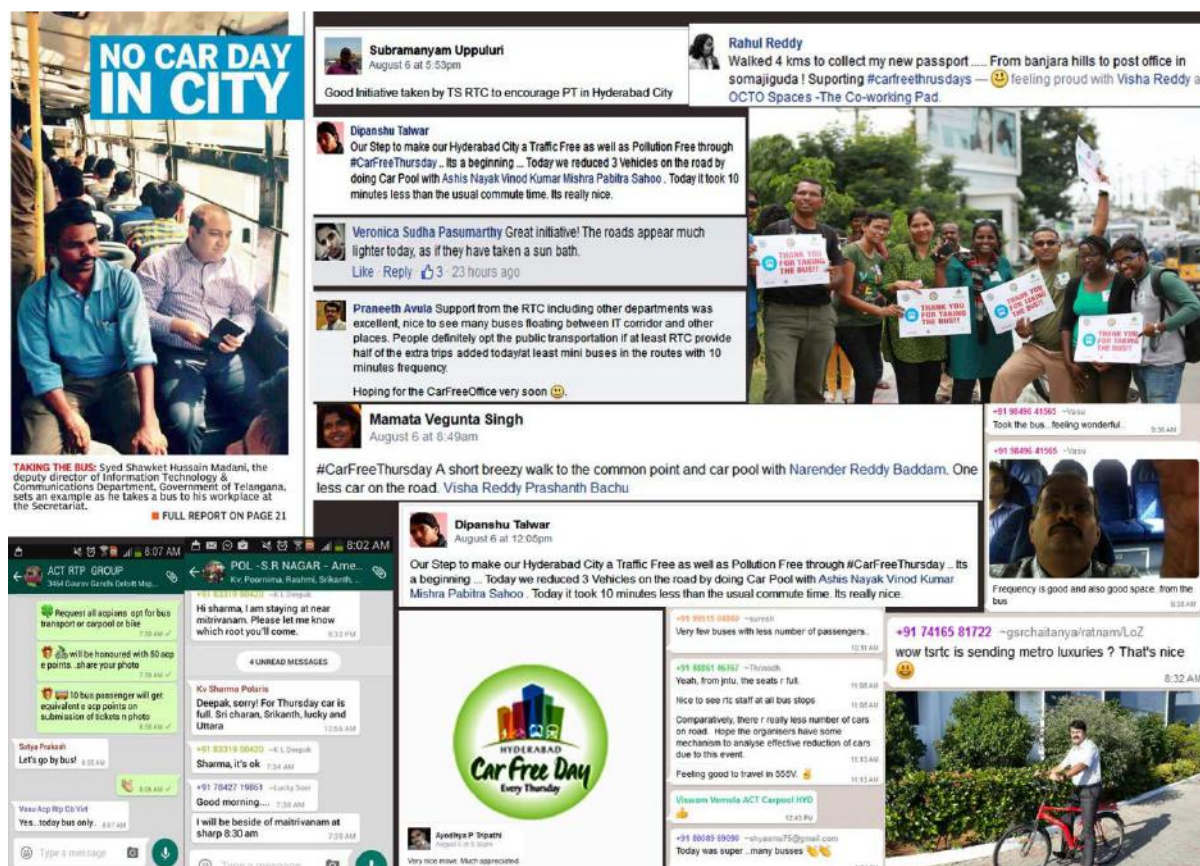 NO CAR DAY
IN CITY
TAKING THE BUS: Syed Shawket Hussain Madani, the
deputy director of Information Technology &
Communications Department, Government of Telangana,
sets an example as he takes a bus to his workplace at
the Secretariat.
FULL REPORT ON PAGE 21
Subramanyam Uppuluri
August 6 at 5:53pm
Good Initiative taken by TS RTC to encourage PT in Hyderabad City
Rahul Reddy
Walked 4 kms to collect my new passport ..... From banjara hills to post office in
somajiguda ! Suporting #carfreethrusdays — feeling proud with Visha Reddy a
OCTO Spaces -The Co-working Pad.
Dipanshu Talwar
Our Step to make our Hyderabad City a Traffic Free as well as Pollution Free through
#CarFreeThursday .. Its a beginning ... Today we reduced 3 Vehicles on the road by
doing Car Pool with Ashis Nayak Vinod Kumar Mishra Pabitra Sahoo . Today it took 10
minutes less than the usual commute time. Its really nice.
Veronica Sudha Pasumarthy Great initiative! The roads appear much
lighter today, as if they have taken a sun bath.
Like · Reply · 3 · 23 hours ago
Praneeth Avula Support from the RTC including other departments was
excellent, nice to see many buses floating between IT corridor and other
places. People definitely opt the public transportation if at least RTC provide
half of the extra trips added today/at least mini buses in the routes with 10
minutes frequency.
Hoping for the CarFreeOffice very soon 🙂.
THANK YOU
FOR TAKING
THE BUS!!
THANK YOU
FOR TAKING
THE BUS!!
THANK YOU
FOR TAKING
THE BUS!!
THANK YOU
FOR TAKING
THE BUS!!
Mamata Vegunta Singh
August 6 at 8:49am
#CarFreeThursday A short breezy walk to the common point and car pool with Narender Reddy Baddam. One
less car on the road. Visha Reddy Prashanth Bachu
+91 98496 41565 ~Vasu
Took the bus...feeling wonderful..
9:36 AM
+91 98496 41565 ~Vasu
Frequency is good and also good space..from the
bus
Dipanshu Talwar
August 6 at 12:05pm
Our Step to make our Hyderabad City a Traffic Free as well as Pollution Free through #CarFreeThursday .. Its
a beginning ... Today we reduced 3 Vehicles on the road by doing Car Pool with Ashis Nayak Vinod Kumar
Mishra Pabitra Sahoo . Today it took 10 minutes less than the usual commute time. Its really nice.
8:07 AM
ACT RTP GROUP
Request all acpians opt for bus
transport or carpool or bike
will be honoured with 50 acp
e points. ..share your photo
10 bus passenger will get
equivalent e acp points on
submission of tickets n photo
Satya Prakash
Let's go by bus!
Yes...today bus only..
8:07 AM
Type a message
8:02 AM
POL -S.R NAGAR - Ame...
Kv, Poornima, Rashmi, Srikanth, ...
Hi sharma, I am staying at near
mitrivanam. Please let me know
which root you'll come.
4 UNREAD MESSAGES
Kv Sharma Polaris
Deepak, sorry! For Thursday car is
full. Sri charan, Srikanth, lucky and
Uttara
+91 83319 50420 ~K L Deepak
Sharma, it's ok
7:34 AM
+91 78427 19861
Good morning....
I will be beside of maitrivanam at
sharp 8:30 am
Type a message
HYDERABAD
Car Free Day
Every Thursday
Ayodhya P Tripathi
Very nice move. Much appreciated.
~suresh
Very few buses with less number of passengers..
10:11 AM
Yeah, from jntu, the seats r full.
Nice to see rtc staff at all bus stops
Comparatively, there r really less number of cars
on road. Hope the organisers have some
mechanism to analyse effective reduction of cars
due to this event.
11:13 AM
Feeling good to travel in 555V.
11:13 AM
Viswam Vemula ACT Carpool HYD
12:43 PM
Today was super ...many busses
+91 74165 81722 ~gsrchaitanya/ratnam/LoZ
wow tsrtc is sending metro luxuries ? That's nice
8:32 AM